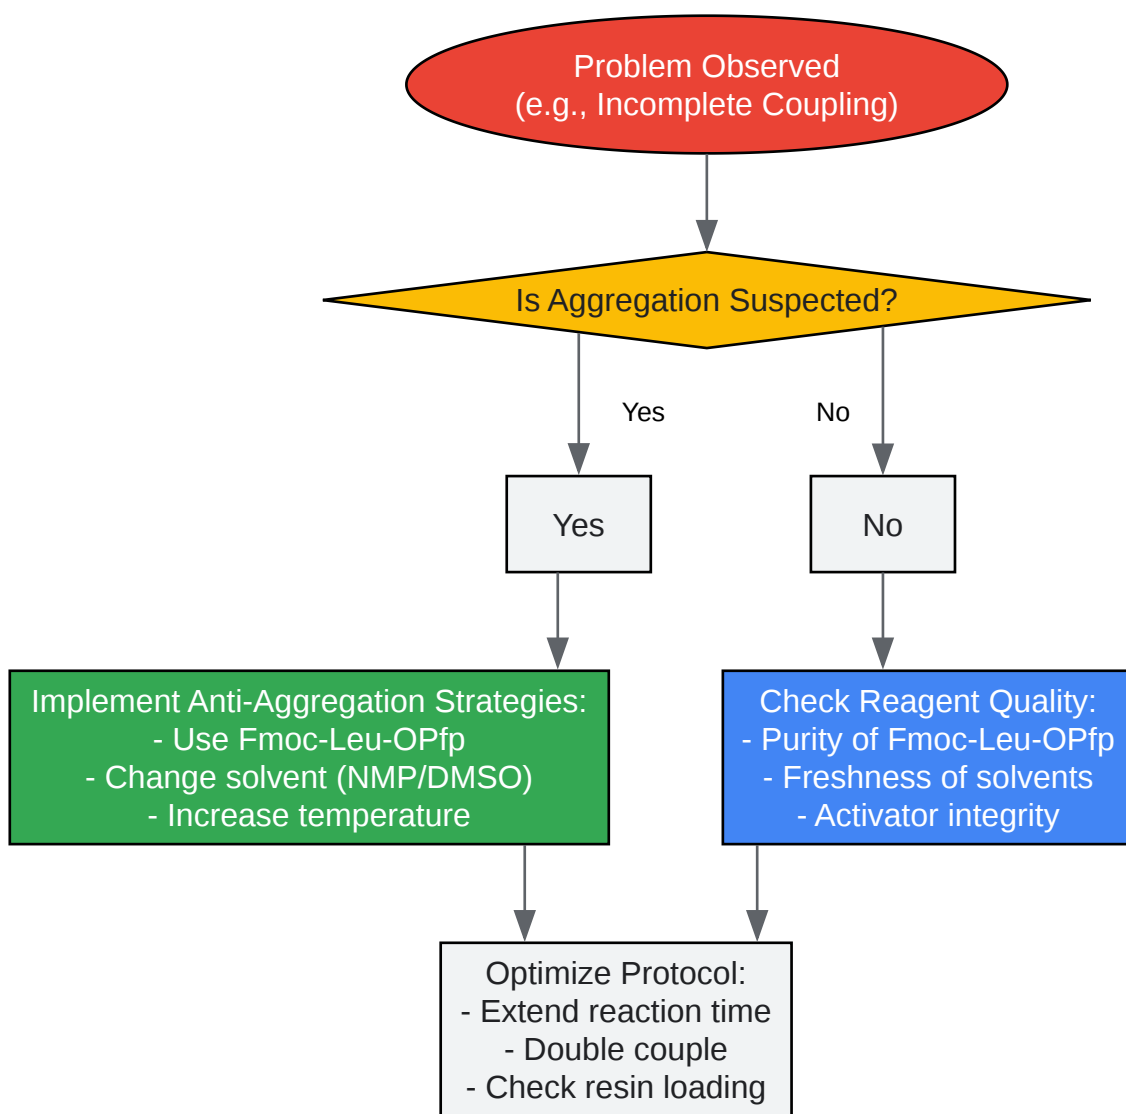 Problem Observed
(e.g., Incomplete Coupling)
Is Aggregation Suspected?
Yes
No
Yes
No
Implement Anti-Aggregation Strategies:
- Use Fmoc-Leu-OPfp
- Change solvent (NMP/DMSO)
- Increase temperature
Check Reagent Quality:
- Purity of Fmoc-Leu-OPfp
- Freshness of solvents
- Activator integrity
Optimize Protocol:
- Extend reaction time
- Double couple
- Check resin loading